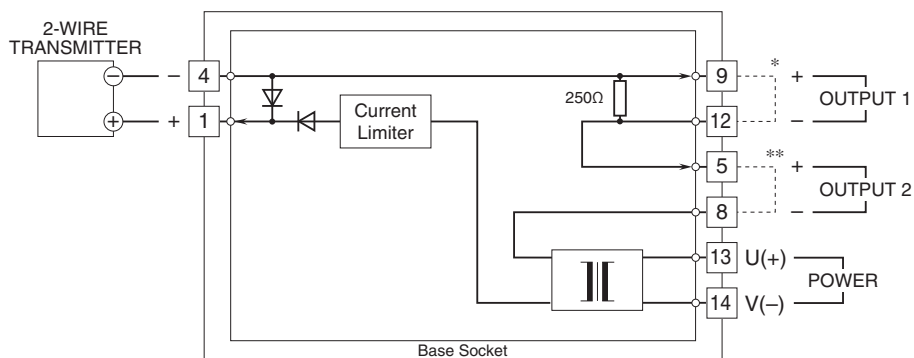 2-WIRE
TRANSMITTER
− − 4
+ + 1
Current
Limiter
250Ω
9 * +
OUTPUT 1
12 −
5 ** +
OUTPUT 2
8 −
13 U(+)
POWER
14 V(−)
Base Socket